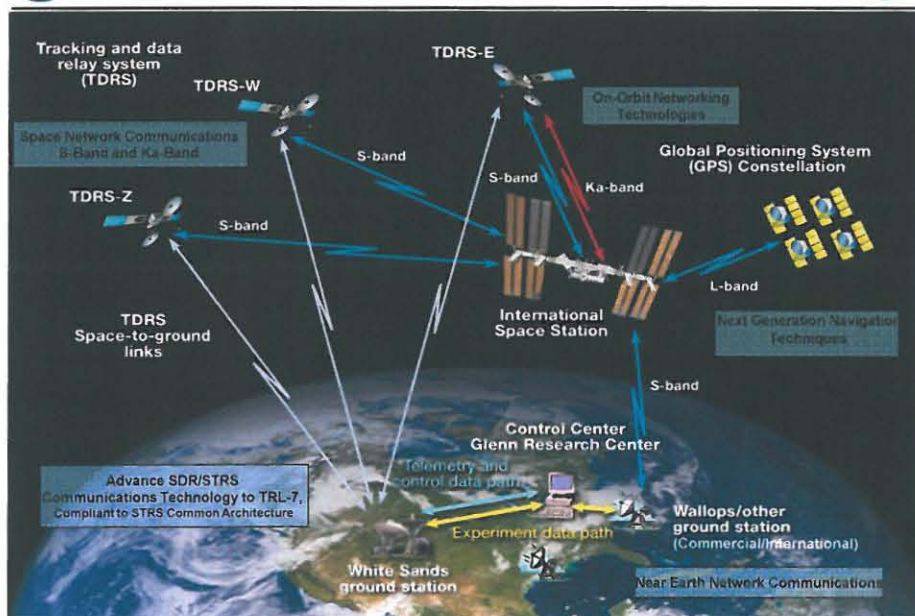 Tracking and data
relay system
(TDRS)
TDRS-W
TDRS-E
On-Orbit Networking
Technologies
Space Network Communications
S-Band and Ka-Band
S-band
S-band
Ka-band
Global Positioning System
(GPS) Constellation
TDRS-Z
S-band
L-band
TDRS
Space-to-ground
links
International
Space Station
Next Generation Navigation
Techniques
S-band
Control Center
Glenn Research Center
Advance SDR/STRS
Communications Technology to TRL-7,
Compliant to STRS Common Architecture
Telemetry and
control data path
Experiment data path
Wallops/other
ground station
(Commercial/International)
White Sands
ground station
Near Earth Network Communications